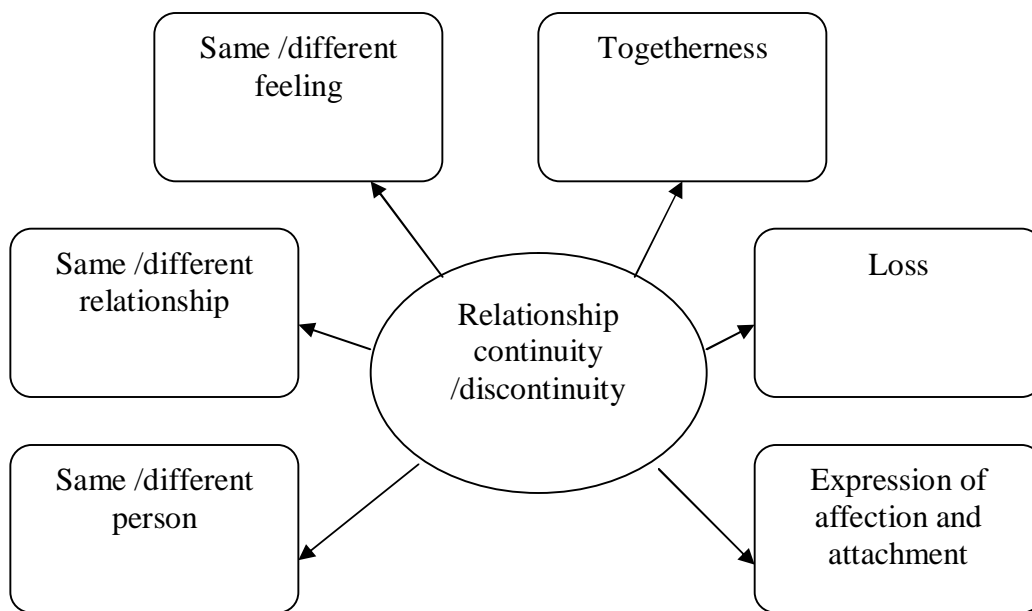 Same /different
feeling
Togetherness
Same /different
relationship
Relationship
continuity
/discontinuity
Loss
Same /different
person
Expression of
affection and
attachment